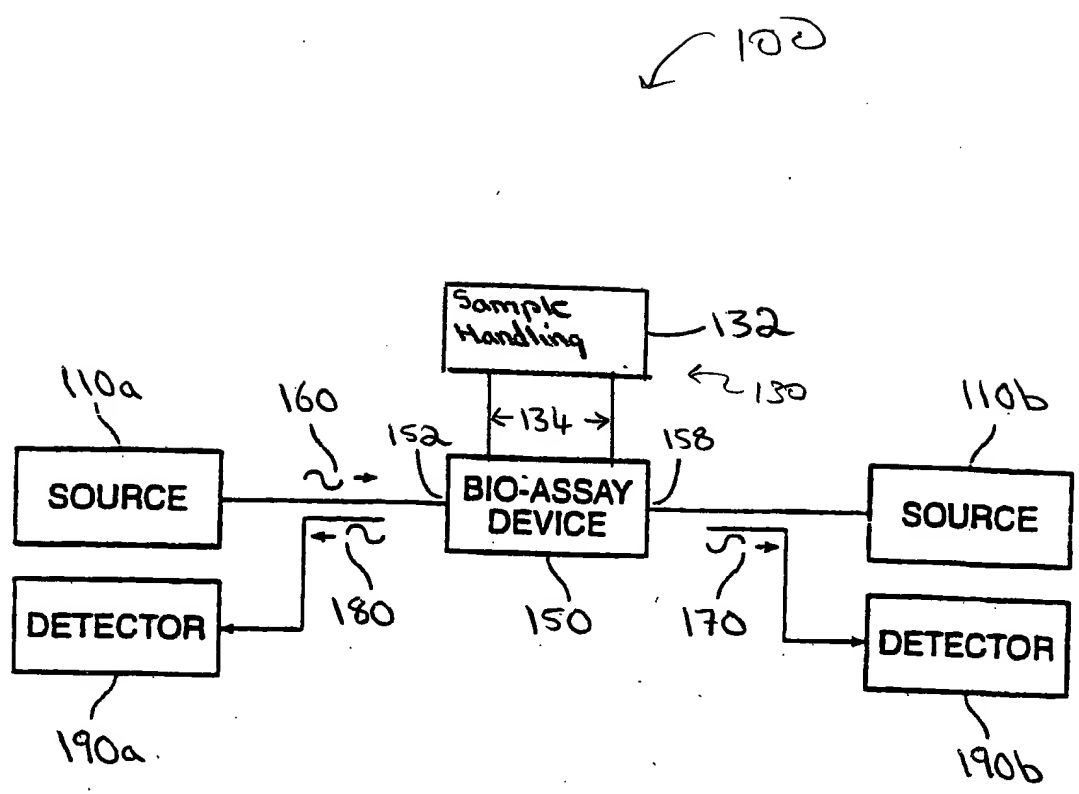 100
Sample
Handling
132
130
110a
160
134
152
158
110b
SOURCE
BIO-ASSAY
DEVICE
SOURCE
180
150
170
DETECTOR
DETECTOR
190a.
190b